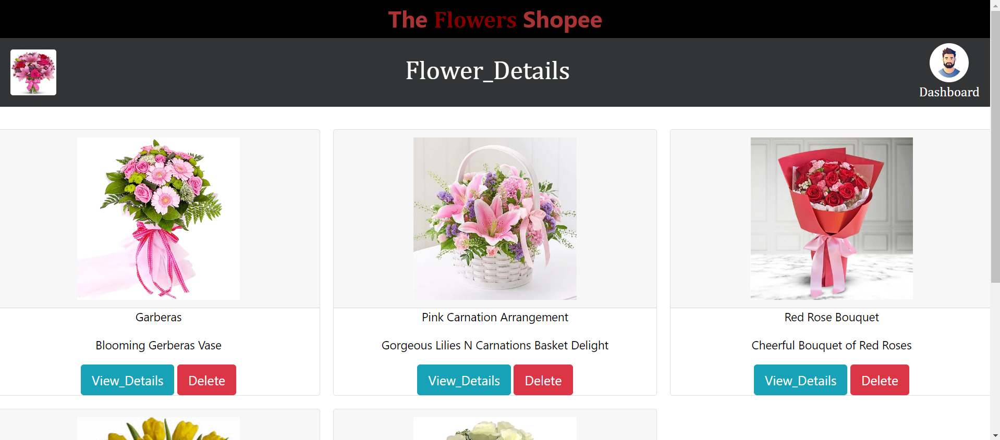 The Flowers Shopee
Flower_Details
Dashboard
Garberas
Blooming Gerberas Vase
View_Details Delete
Pink Carnation Arrangement
Gorgeous Lilies N Carnations Basket Delight
View_Details Delete
Red Rose Bouquet
Cheerful Bouquet of Red Roses
View_Details Delete